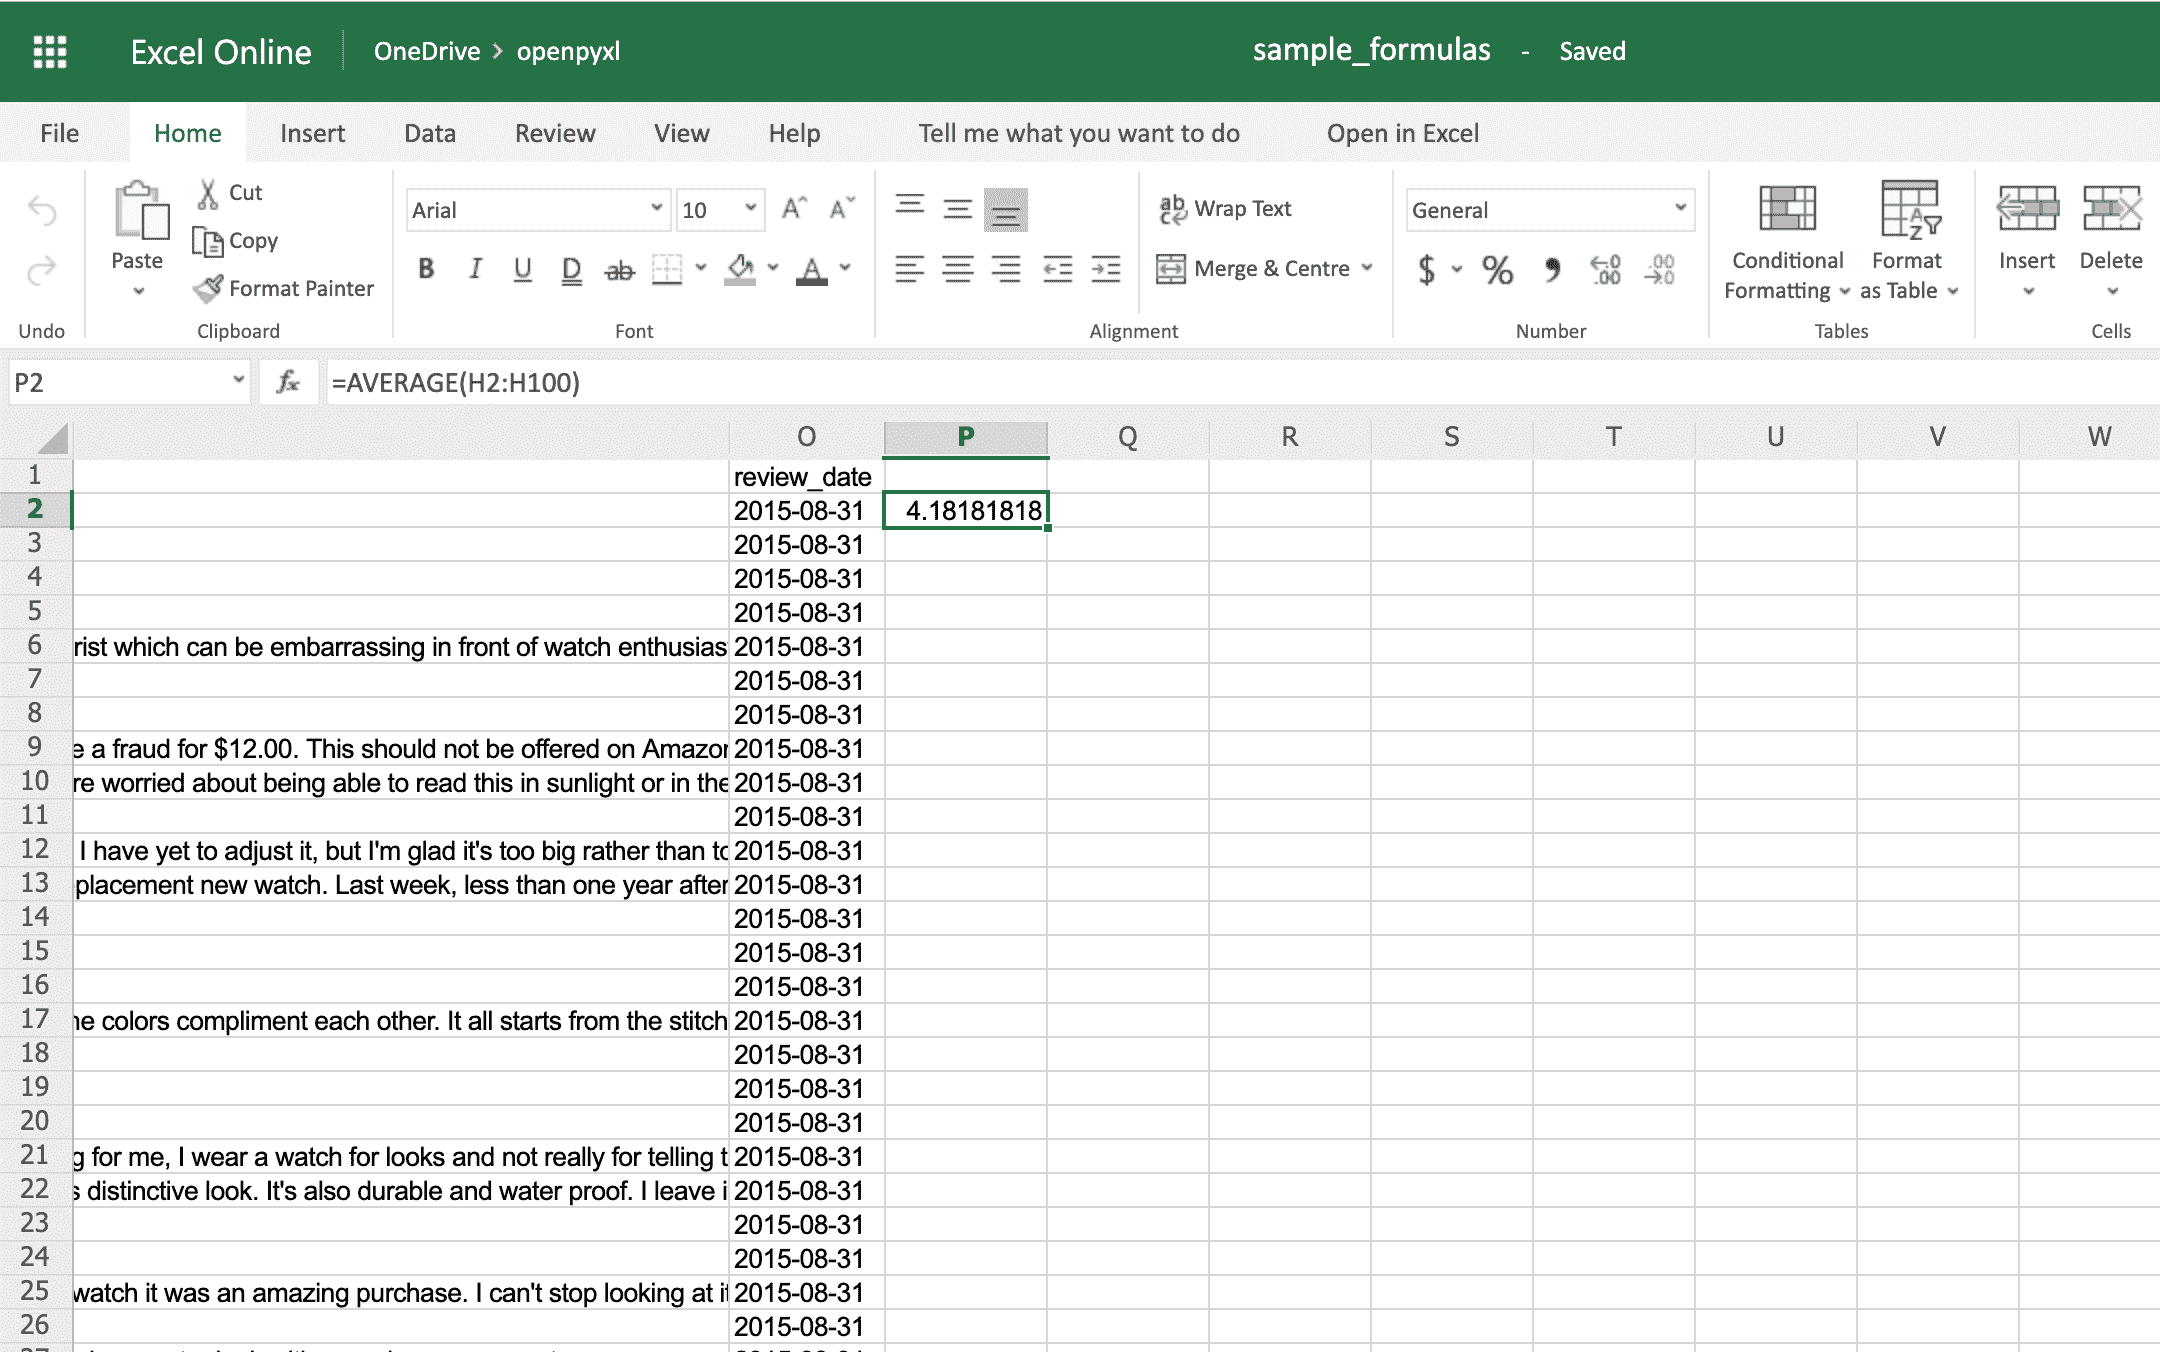 Excel Online OneDrive > openpyxl sample_formulas - Saved
File Home Insert Data Review View Help Tell me what you want to do Open in Excel
Cut
Copy
Format Painter
Paste
Undo Clipboard
Arial 10
B I U D ab
Font
Wrap Text
Merge & Centre
Alignment
General
$ % , .00 .00
Number
Conditional Formatting
Format as Table
Tables
Insert Delete
Cells
P2 fx =AVERAGE(H2:H100)
O P Q R S T U V W
1 review_date
2 2015-08-31 4.18181818
3 2015-08-31
4 2015-08-31
5 2015-08-31
6 rist which can be embarrassing in front of watch enthusias 2015-08-31
7 2015-08-31
8 2015-08-31
9 e a fraud for $12.00. This should not be offered on Amazon 2015-08-31
10 re worried about being able to read this in sunlight or in the 2015-08-31
11 2015-08-31
12 I have yet to adjust it, but I'm glad it's too big rather than to 2015-08-31
13 placement new watch. Last week, less than one year after 2015-08-31
14 2015-08-31
15 2015-08-31
16 2015-08-31
17 he colors compliment each other. It all starts from the stitch 2015-08-31
18 2015-08-31
19 2015-08-31
20 2015-08-31
21 g for me, I wear a watch for looks and not really for telling t 2015-08-31
22 s distinctive look. It's also durable and water proof. I leave i 2015-08-31
23 2015-08-31
24 2015-08-31
25 watch it was an amazing purchase. I can't stop looking at it 2015-08-31
26 2015-08-31